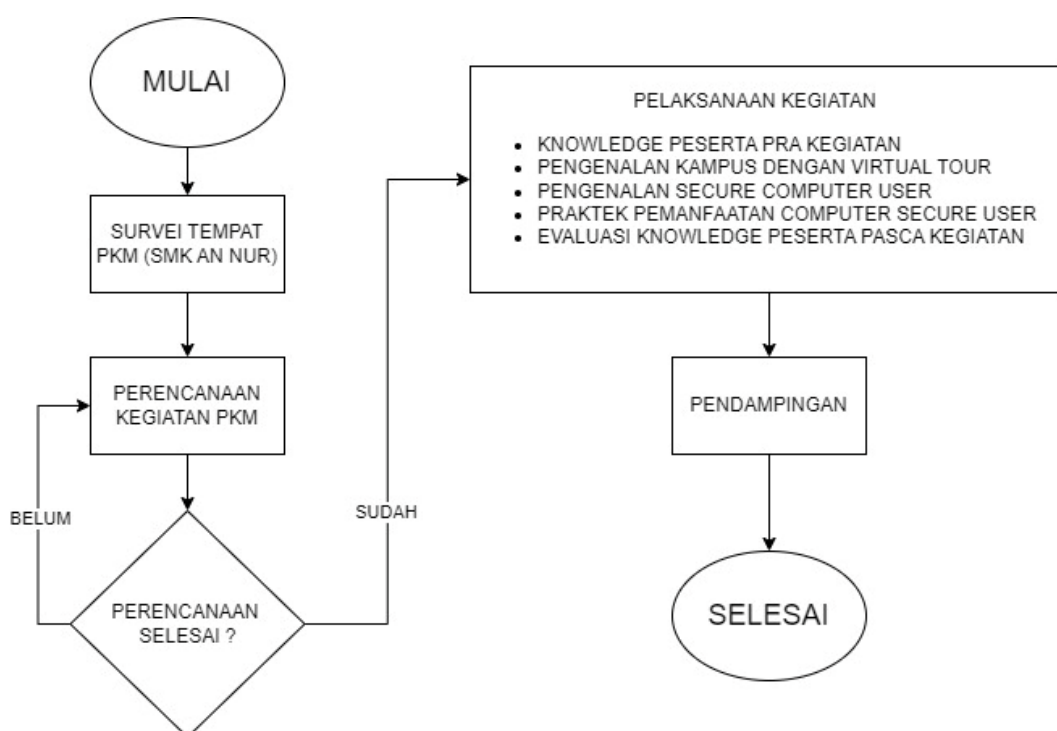 MULAI
SURVEI TEMPAT
PKM (SMK AN NUR)
PERENCANAAN
KEGIATAN PKM
BELUM
PERENCANAAN
SELESAI ?
SUDAH
PELAKSANAAN KEGIATAN
• KNOWLEDGE PESERTA PRA KEGIATAN
• PENGENALAN KAMPUS DENGAN VIRTUAL TOUR
• PENGENALAN SECURE COMPUTER USER
• PRAKTEK PEMANFAATAN COMPUTER SECURE USER
• EVALUASI KNOWLEDGE PESERTA PASCA KEGIATAN
PENDAMPINGAN
SELESAI